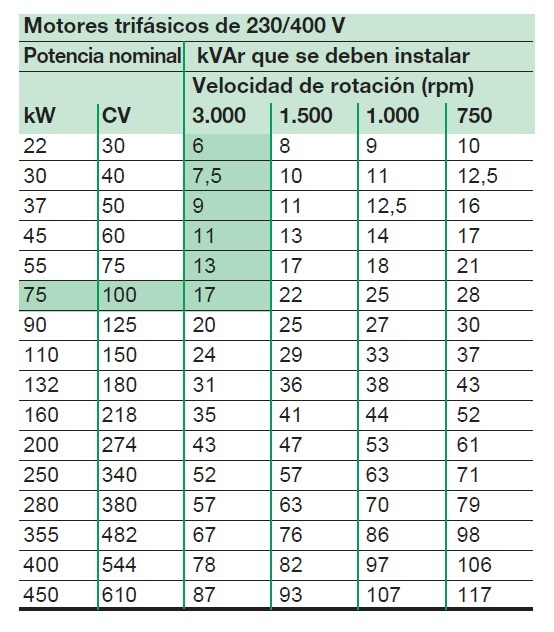 Motores trifásicos de 230/400 V
Potencia nominal kVAr que se deben instalar
Velocidad de rotación (rpm)
kW CV 3.000 1.500 1.000 750
22 30 6 8 9 10
30 40 7,5 10 11 12,5
37 50 9 11 12,5 16
45 60 11 13 14 17
55 75 13 17 18 21
75 100 17 22 25 28
90 125 20 25 27 30
110 150 24 29 33 37
132 180 31 36 38 43
160 218 35 41 44 52
200 274 43 47 53 61
250 340 52 57 63 71
280 380 57 63 70 79
355 482 67 76 86 98
400 544 78 82 97 106
450 610 87 93 107 117